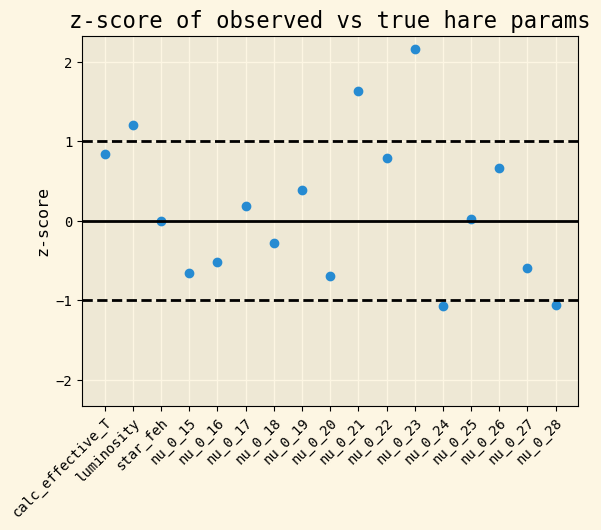 z-score of observed vs true hare params
z-score
2
1
0
−1
−2
calc_effective_T
luminosity
star_feh
nu_0_15
nu_0_16
nu_0_17
nu_0_18
nu_0_19
nu_0_20
nu_0_21
nu_0_22
nu_0_23
nu_0_24
nu_0_25
nu_0_26
nu_0_27
nu_0_28